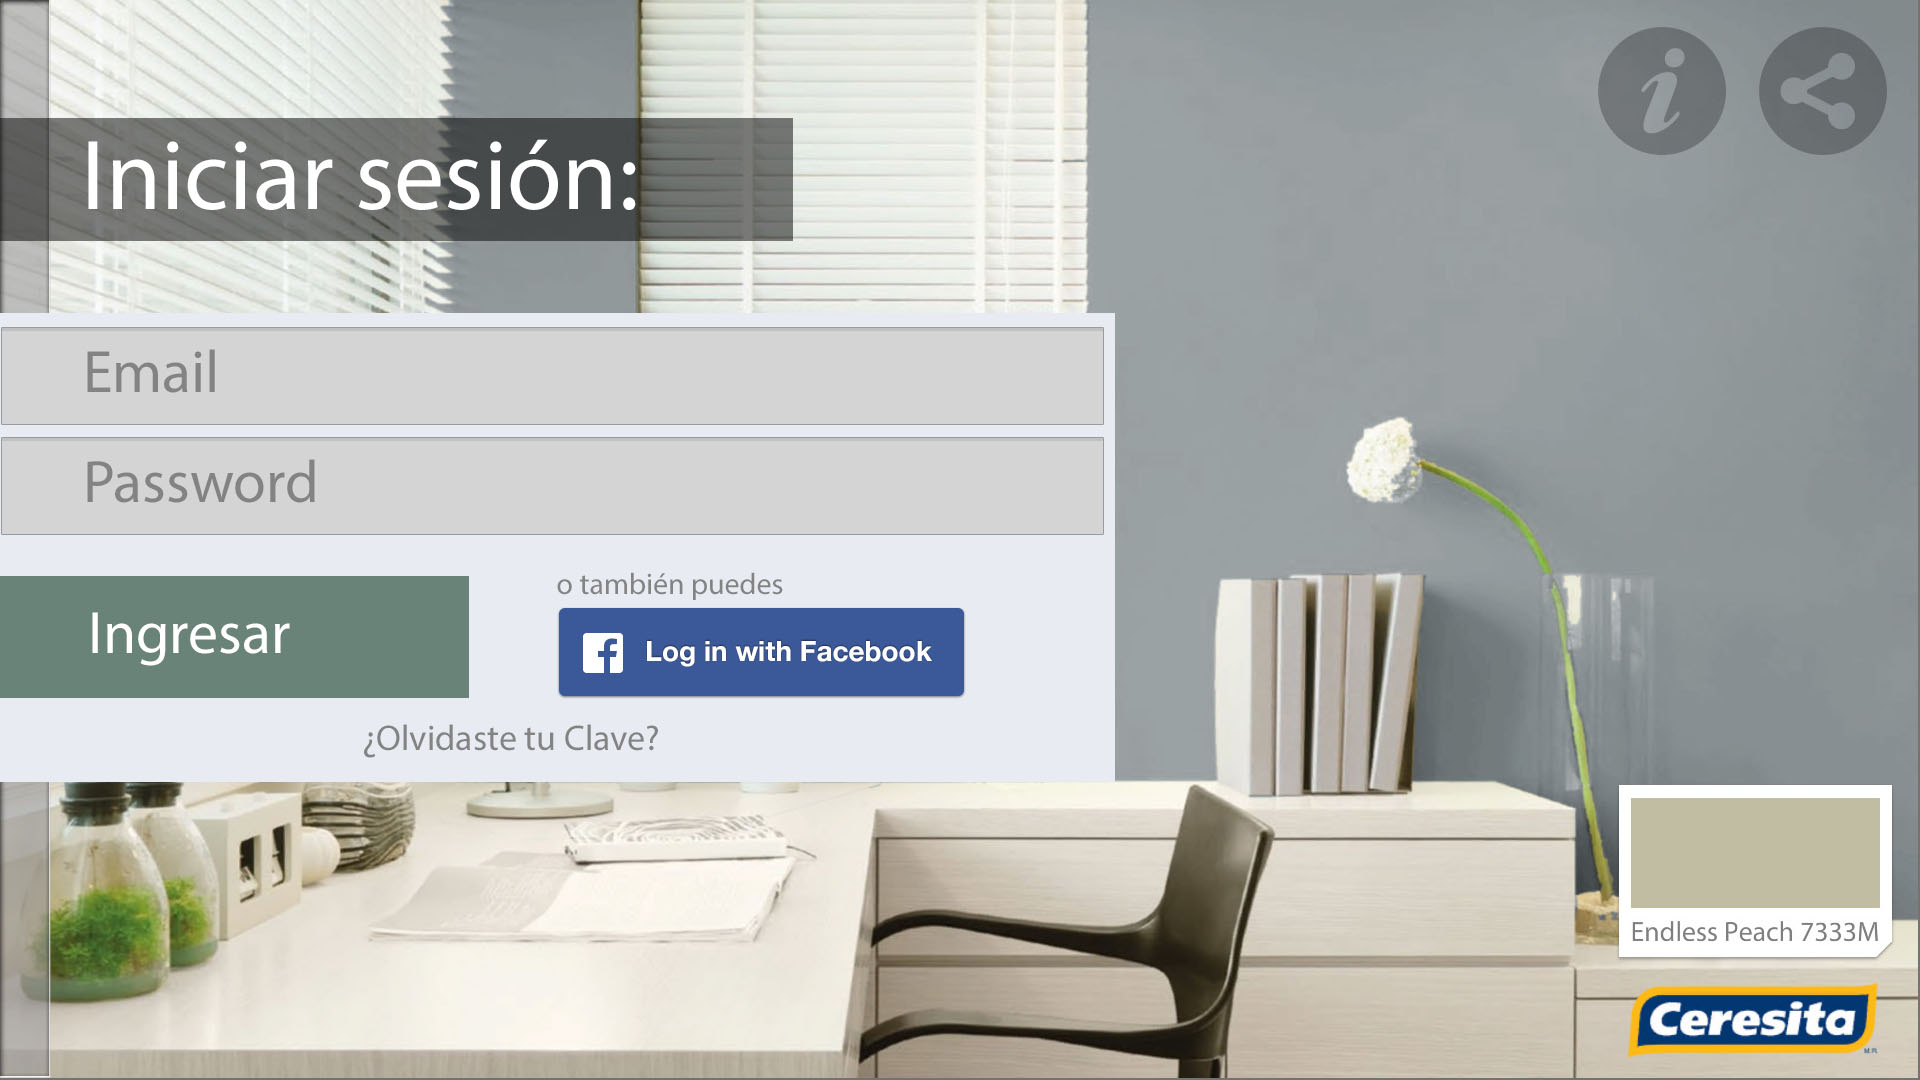 Iniciar sesión:
Email
Password
Ingresar
o también puedes
Log in with Facebook
¿Olvidaste tu Clave?
Endless Peach 7333M
Ceresita
M.R.